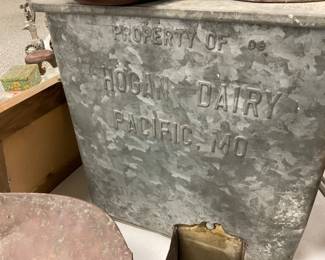 PROPERTY OF
HOGAN DAIRY
PACIFIC, MO